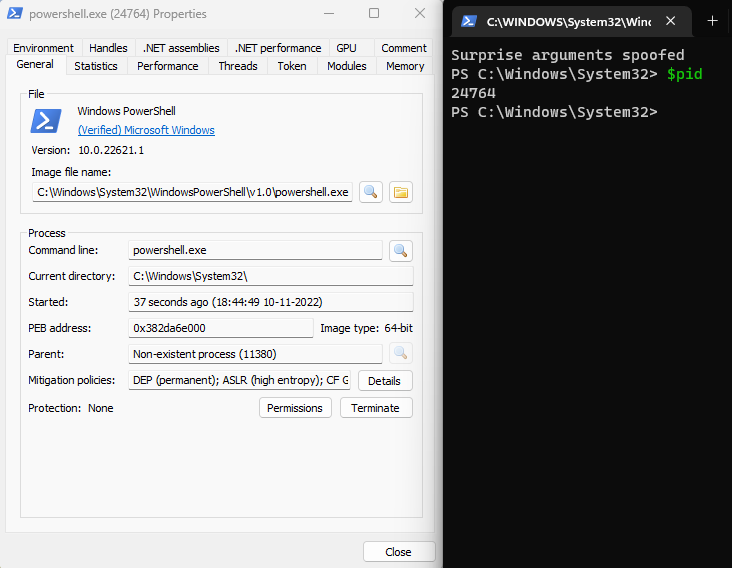 powershell.exe (24764) Properties
Environment Handles .NET assemblies .NET performance GPU Comment
General Statistics Performance Threads Token Modules Memory
File
Windows PowerShell
(Verified) Microsoft Windows
Version: 10.0.22621.1
Image file name:
C:\Windows\System32\WindowsPowerShell\v1.0\powershell.exe
Process
Command line: powershell.exe
Current directory: C:\Windows\System32\
Started: 37 seconds ago (18:44:49 10-11-2022)
PEB address: 0x382da6e000 Image type: 64-bit
Parent: Non-existent process (11380)
Mitigation policies: DEP (permanent); ASLR (high entropy); CF G Details
Protection: None Permissions Terminate
Close
C:\WINDOWS\System32\Winc
Surprise arguments spoofed
PS C:\Windows\System32> $pid
24764
PS C:\Windows\System32>